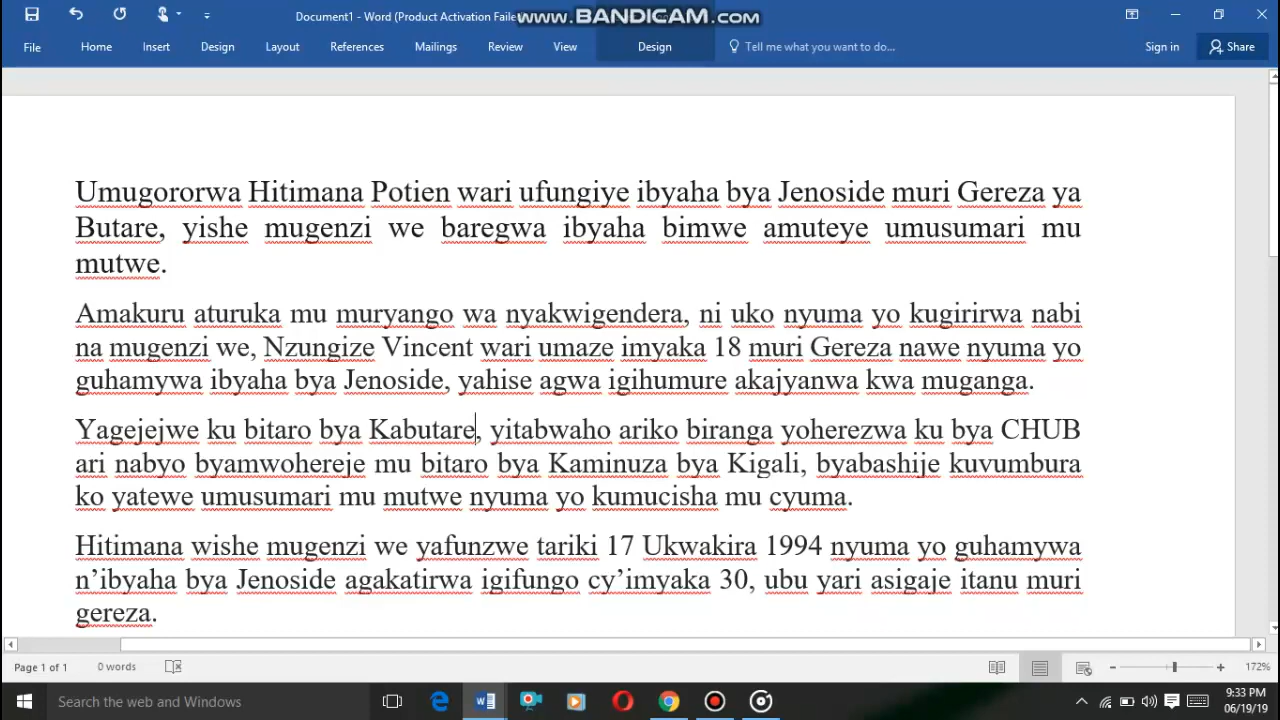 Document1 - Word (Product Activation Faile
www.BANDICAM.com
File Home Insert Design Layout References Mailings Review View Design Tell me what you want to do... Sign in Share
Umugororwa Hitimana Potien wari ufungiye ibyaha bya Jenoside muri Gereza ya
Butare, yishe mugenzi we baregwa ibyaha bimwe amuteye umusumari mu
mutwe.
Amakuru aturuka mu muryango wa nyakwigendera, ni uko nyuma yo kugirirwa nabi
na mugenzi we, Nzungize Vincent wari umaze imyaka 18 muri Gereza nawe nyuma yo
guhamywa ibyaha bya Jenoside, yahise agwa igihumure akajyanwa kwa muganga.
Yagejejwe ku bitaro bya Kabutare, yitabwaho ariko biranga yoherezwa ku bya CHUB
ari nabyo byamwohereje mu bitaro bya Kaminuza bya Kigali, byabashije kuvumbura
ko yatewe umusumari mu mutwe nyuma yo kumucisha mu cyuma.
Hitimana wishe mugenzi we yafunzwe tariki 17 Ukwakira 1994 nyuma yo guhamywa
n’ibyaha bya Jenoside agakatirwa igifungo cy’imyaka 30, ubu yari asigaje itanu muri
gereza.
Page 1 of 1 0 words 172%
Search the web and Windows
9:33 PM
06/19/19